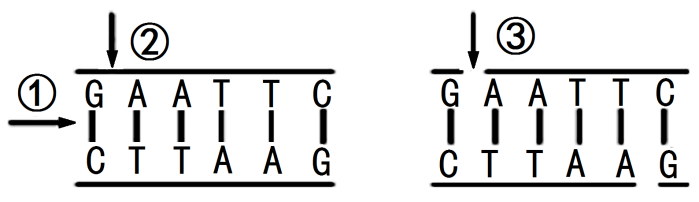 ② ③
①
G A A T T C G A A T T C
C T T A A G C T T A A G